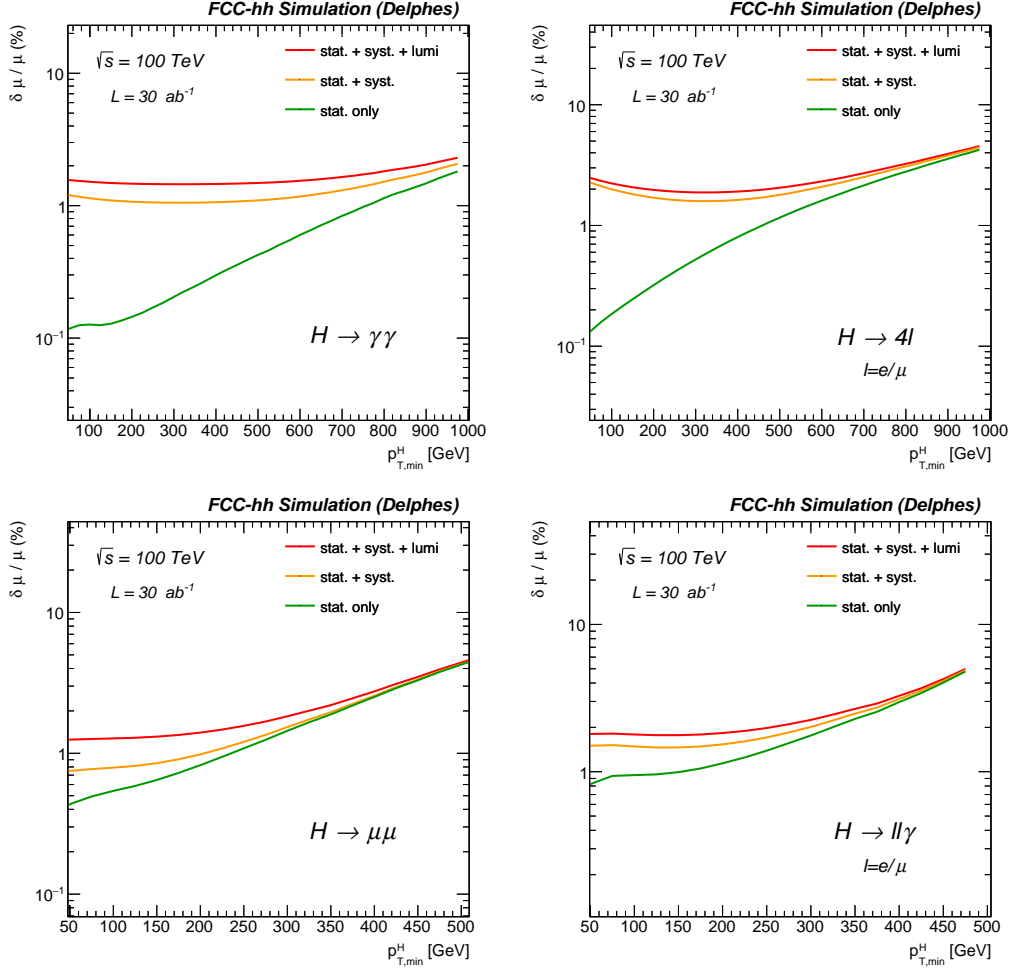 FCC-hh Simulation (Delphes)
δ μ / μ (%)
√s = 100 TeV
L = 30 ab⁻¹
stat. + syst. + lumi
stat. + syst.
stat. only
10
1
10⁻¹
H → γγ
100 200 300 400 500 600 700 800 900 1000
p^H_T,min [GeV]
FCC-hh Simulation (Delphes)
δ μ / μ (%)
√s = 100 TeV
L = 30 ab⁻¹
stat. + syst. + lumi
stat. + syst.
stat. only
10
1
10⁻¹
H → 4l
l=e/μ
100 200 300 400 500 600 700 800 900 1000
p^H_T,min [GeV]
FCC-hh Simulation (Delphes)
δ μ / μ (%)
√s = 100 TeV
L = 30 ab⁻¹
stat. + syst. + lumi
stat. + syst.
stat. only
10
1
10⁻¹
H → μμ
50 100 150 200 250 300 350 400 450 500
p^H_T,min [GeV]
FCC-hh Simulation (Delphes)
δ μ / μ (%)
√s = 100 TeV
L = 30 ab⁻¹
stat. + syst. + lumi
stat. + syst.
stat. only
10
1
H → llγ
l=e/μ
50 100 150 200 250 300 350 400 450 500
p^H_T,min [GeV]